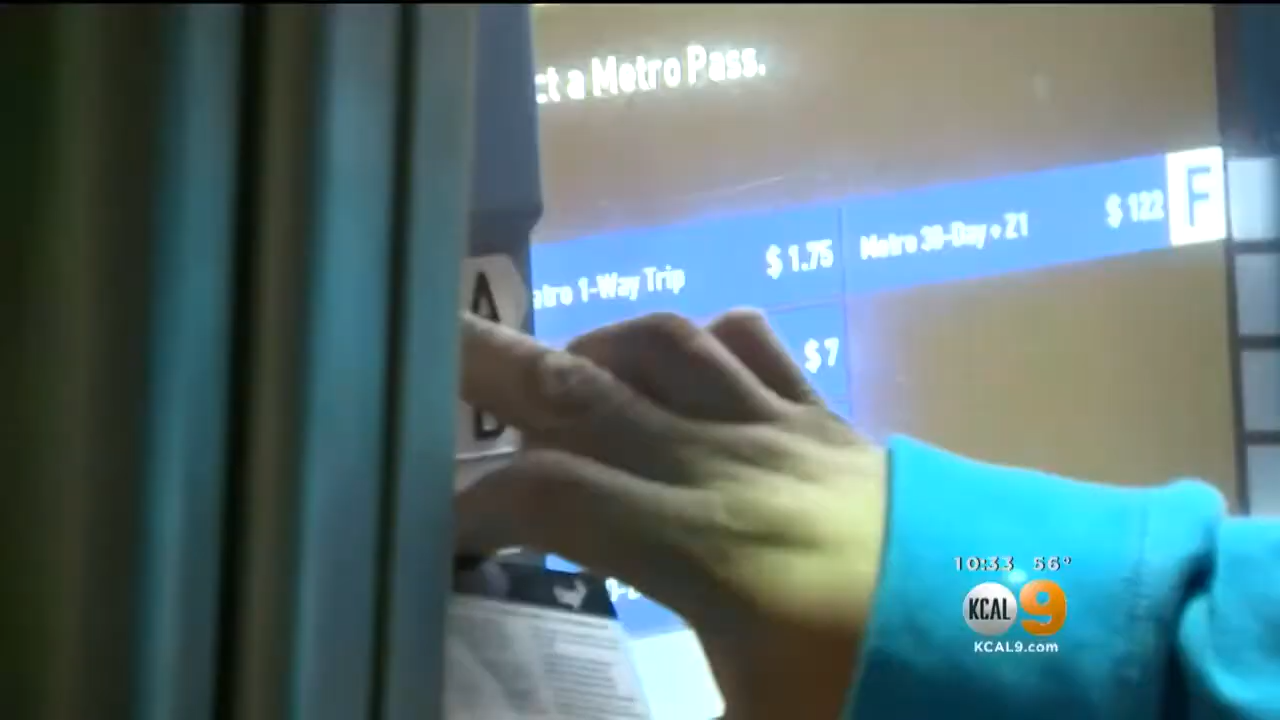 ct a Metro Pass.
etro 1-Way Trip $ 1.75
Metro 30-Day + Z1 $ 122 F
A
$ 7
B
10:33 56°
KCAL 9
KCAL9.com